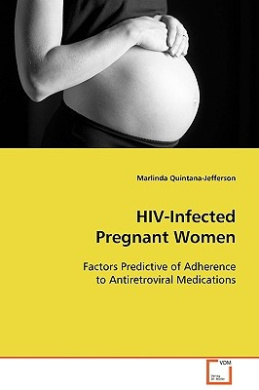 Marlinda Quintana-Jefferson
HIV-Infected
Pregnant Women
Factors Predictive of Adherence
to Antiretroviral Medications
VDM